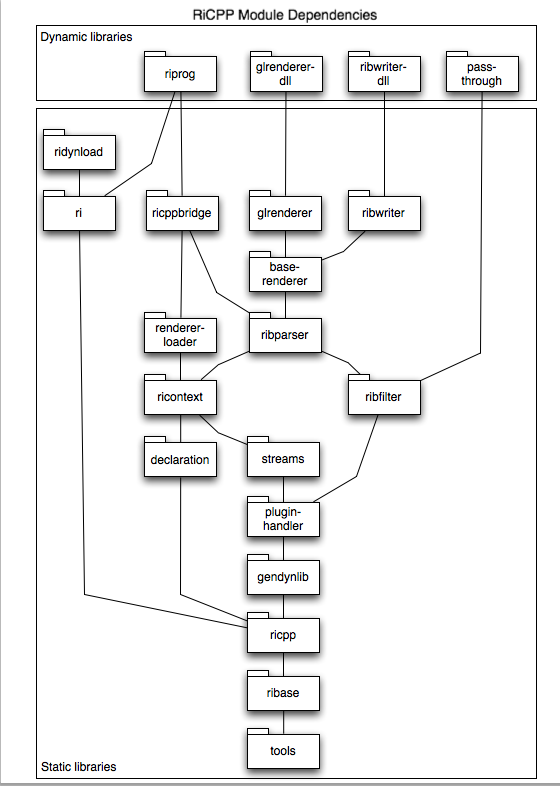 RiCPP Module Dependencies
Dynamic libraries
riprog
glrenderer-
dll
ribwriter-
dll
pass-
through
ridynload
ri
ricppbridge
glrenderer
ribwriter
base-
renderer
renderer-
loader
ribparser
ricontext
ribfilter
declaration
streams
plugin-
handler
gendynlib
ricpp
ribase
tools
Static libraries